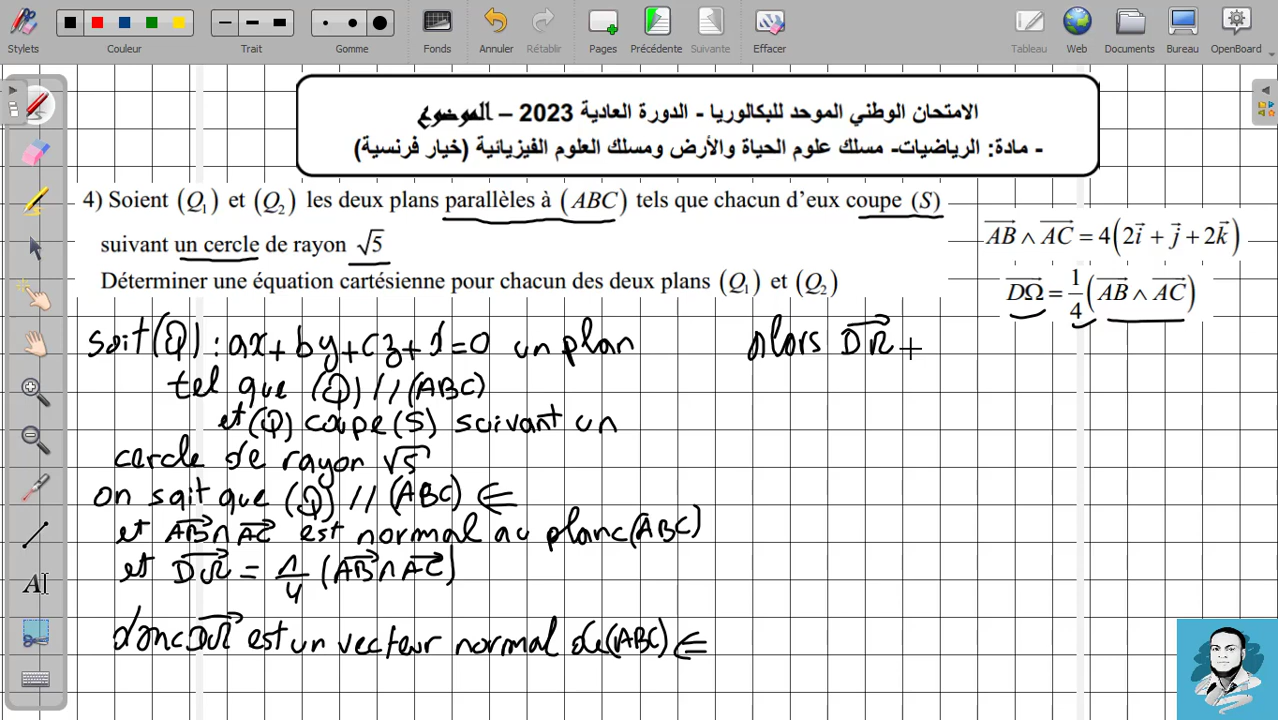 Stylets Couleur Trait Gomme Fonds Annuler Rétablir Pages Précédente Suivante Effacer Tableau Web Documents Bureau OpenBoard
الامتحان الوطني الموحد للبكالوريا - الدورة العادية 2023 – الموضوع
- مادة: الرياضيات- مسلك علوم الحياة والأرض ومسلك العلوم الفيزيائية (خيار فرنسية)
4) Soient (Q₁) et (Q₂) les deux plans parallèles à (ABC) tels que chacun d'eux coupe (S)
suivant un cercle de rayon √5
Déterminer une équation cartésienne pour chacun des deux plans (Q₁) et (Q₂)
AB ∧ AC = 4(2i + j + 2k)
DΩ = 1/4 (AB ∧ AC)
soit (Q) : ax + by + cz + d = 0 un plan
tel que (Q) // (ABC)
et (Q) coupe (S) suivant un
cercle de rayon √5
on sait que (Q) // (ABC) ⋲
et AB ∧ AC est normal au planc (ABC)
et DΩ = 1/4 (AB ∧ AC)
donc DΩ est un vecteur normal de (ABC) ⋲
alors DΩ